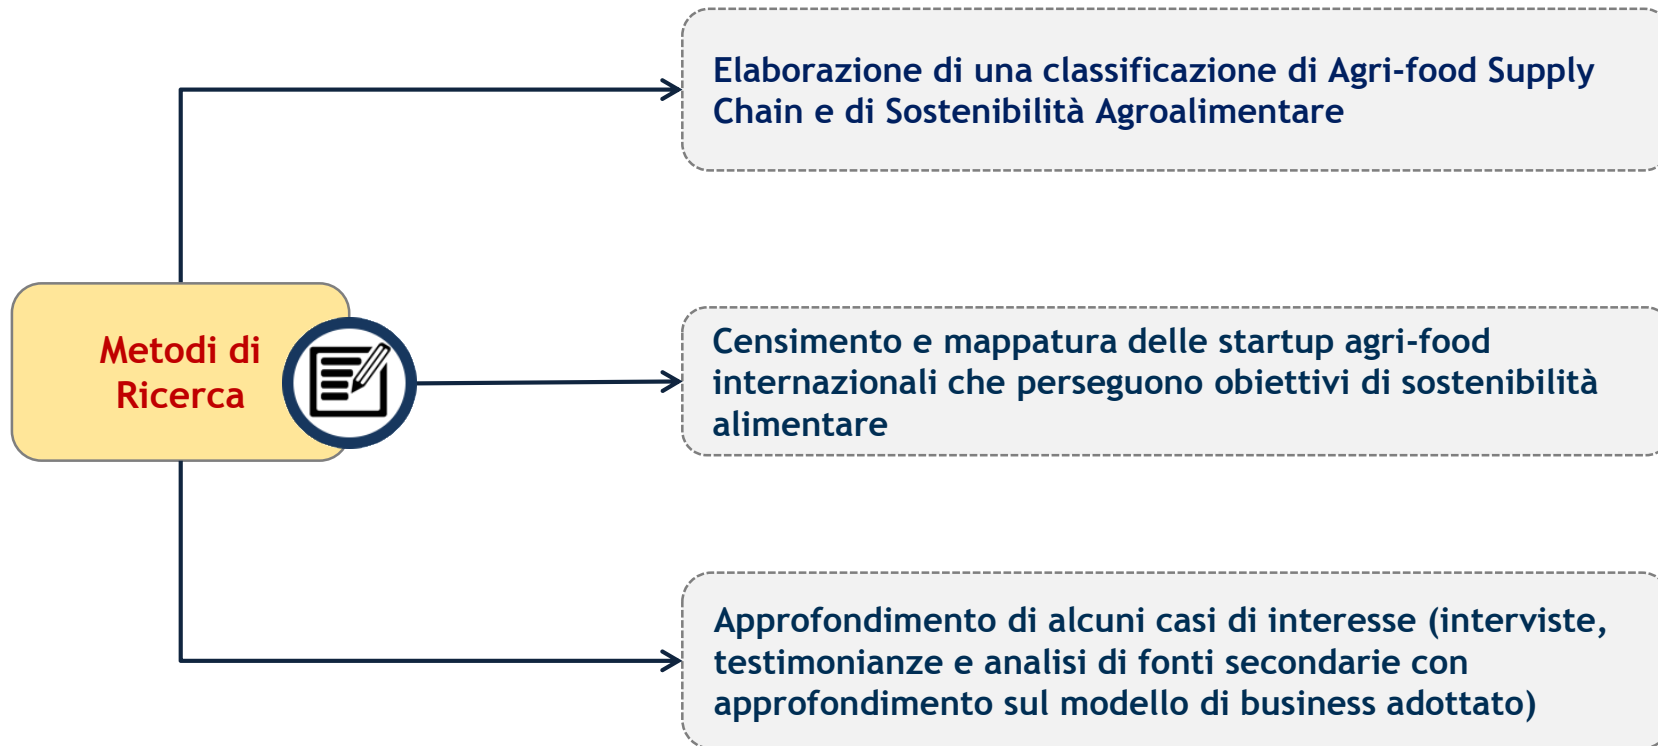 Elaborazione di una classificazione di Agri-food Supply
Chain e di Sostenibilità Agroalimentare
Metodi di
Ricerca
Censimento e mappatura delle startup agri-food
internazionali che perseguono obiettivi di sostenibilità
alimentare
Approfondimento di alcuni casi di interesse (interviste,
testimonianze e analisi di fonti secondarie con
approfondimento sul modello di business adottato)